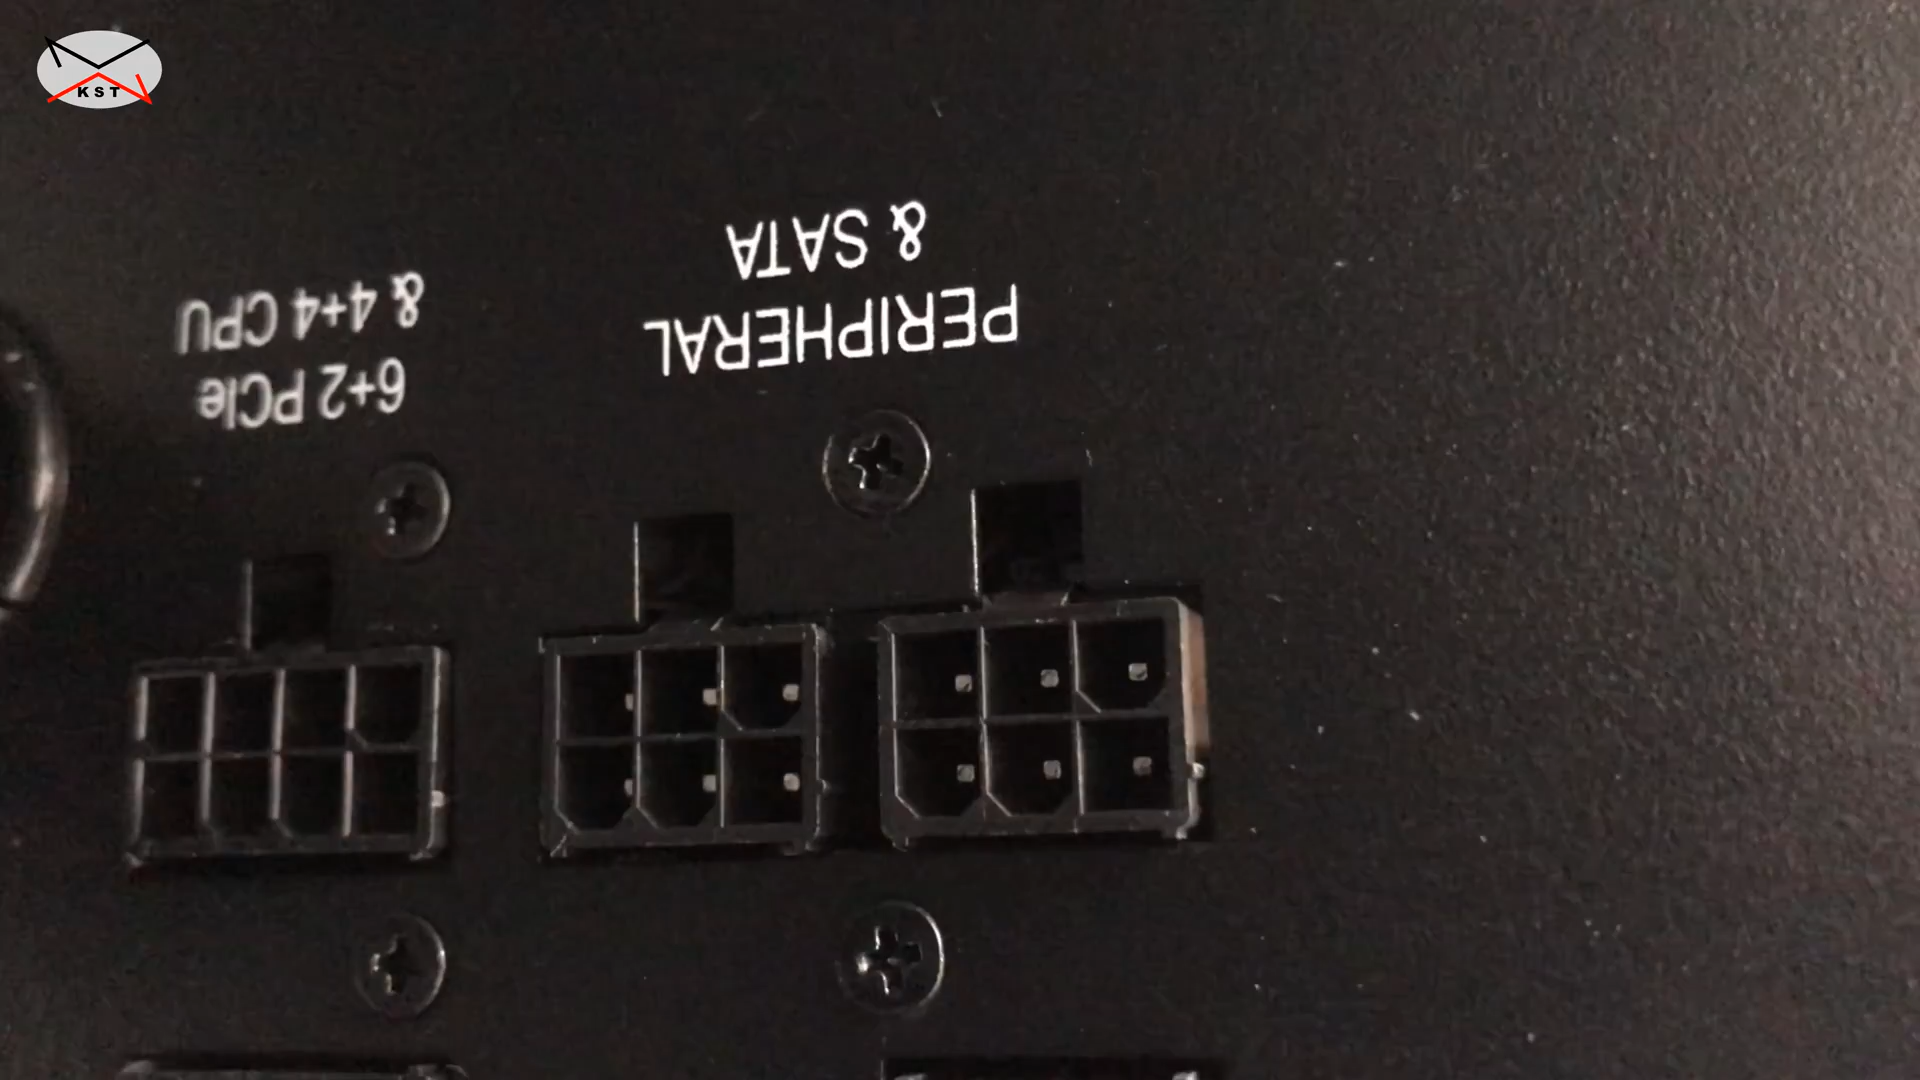 KST
PERIPHERAL
& SATA
6+2 PCIe
& 4+4 CPU